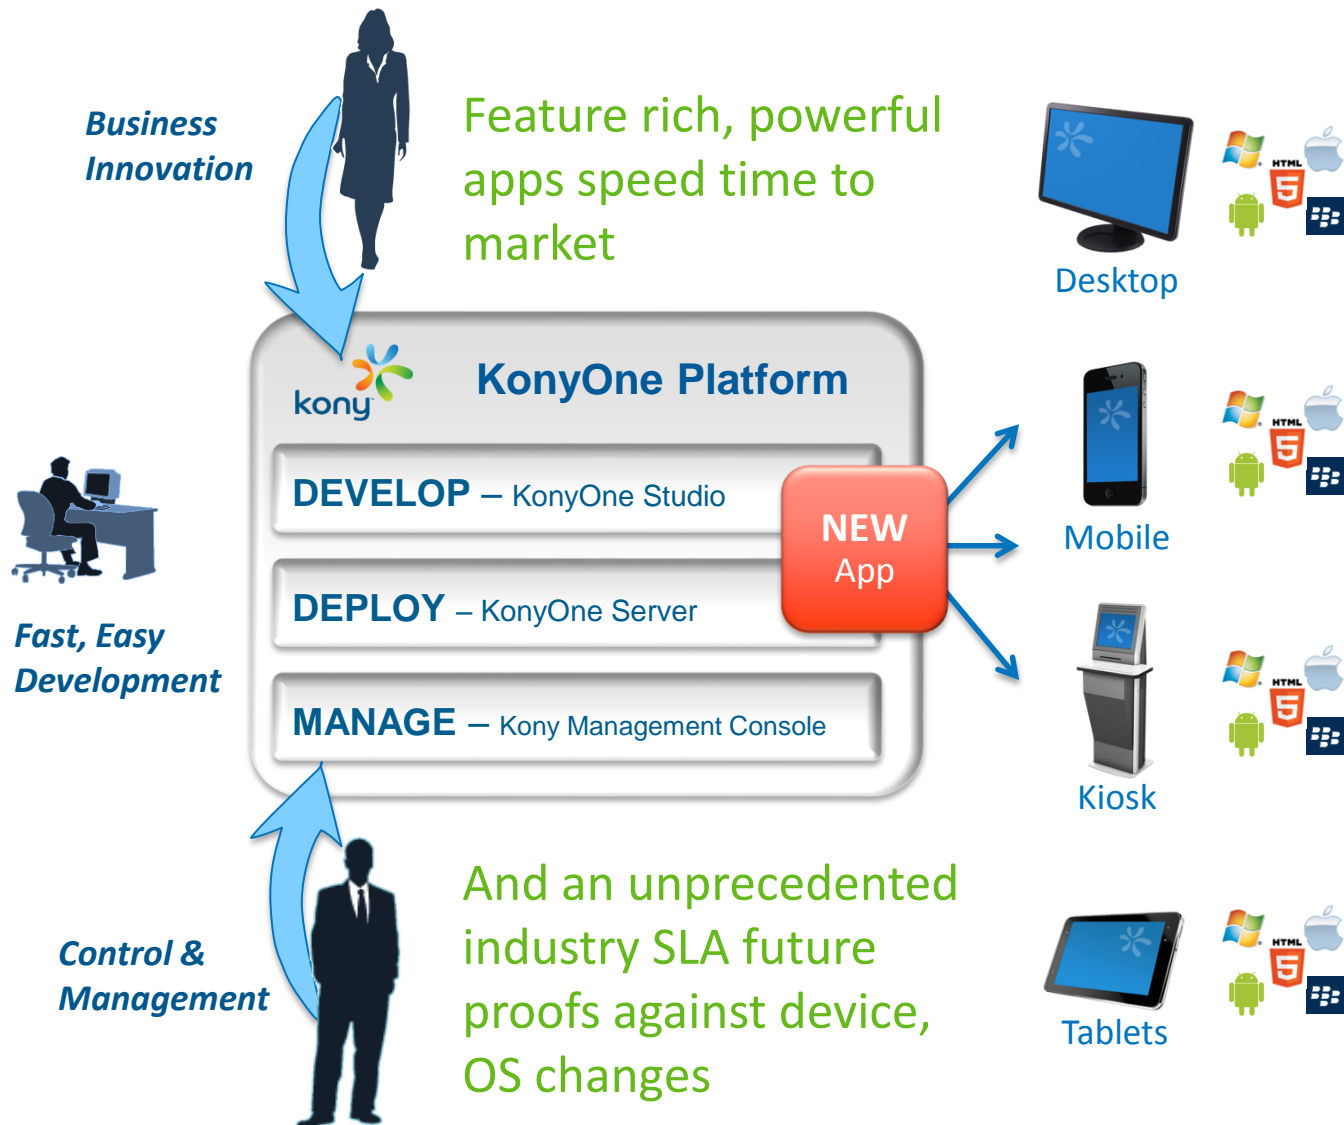 Business
Innovation
Feature rich, powerful
apps speed time to
market
HTML
5
Desktop
kony
KonyOne Platform
DEVELOP – KonyOne Studio
DEPLOY – KonyOne Server
MANAGE – Kony Management Console
NEW
App
Fast, Easy
Development
HTML
5
Mobile
HTML
5
Kiosk
Control &
Management
And an unprecedented
industry SLA future
proofs against device,
OS changes
HTML
5
Tablets